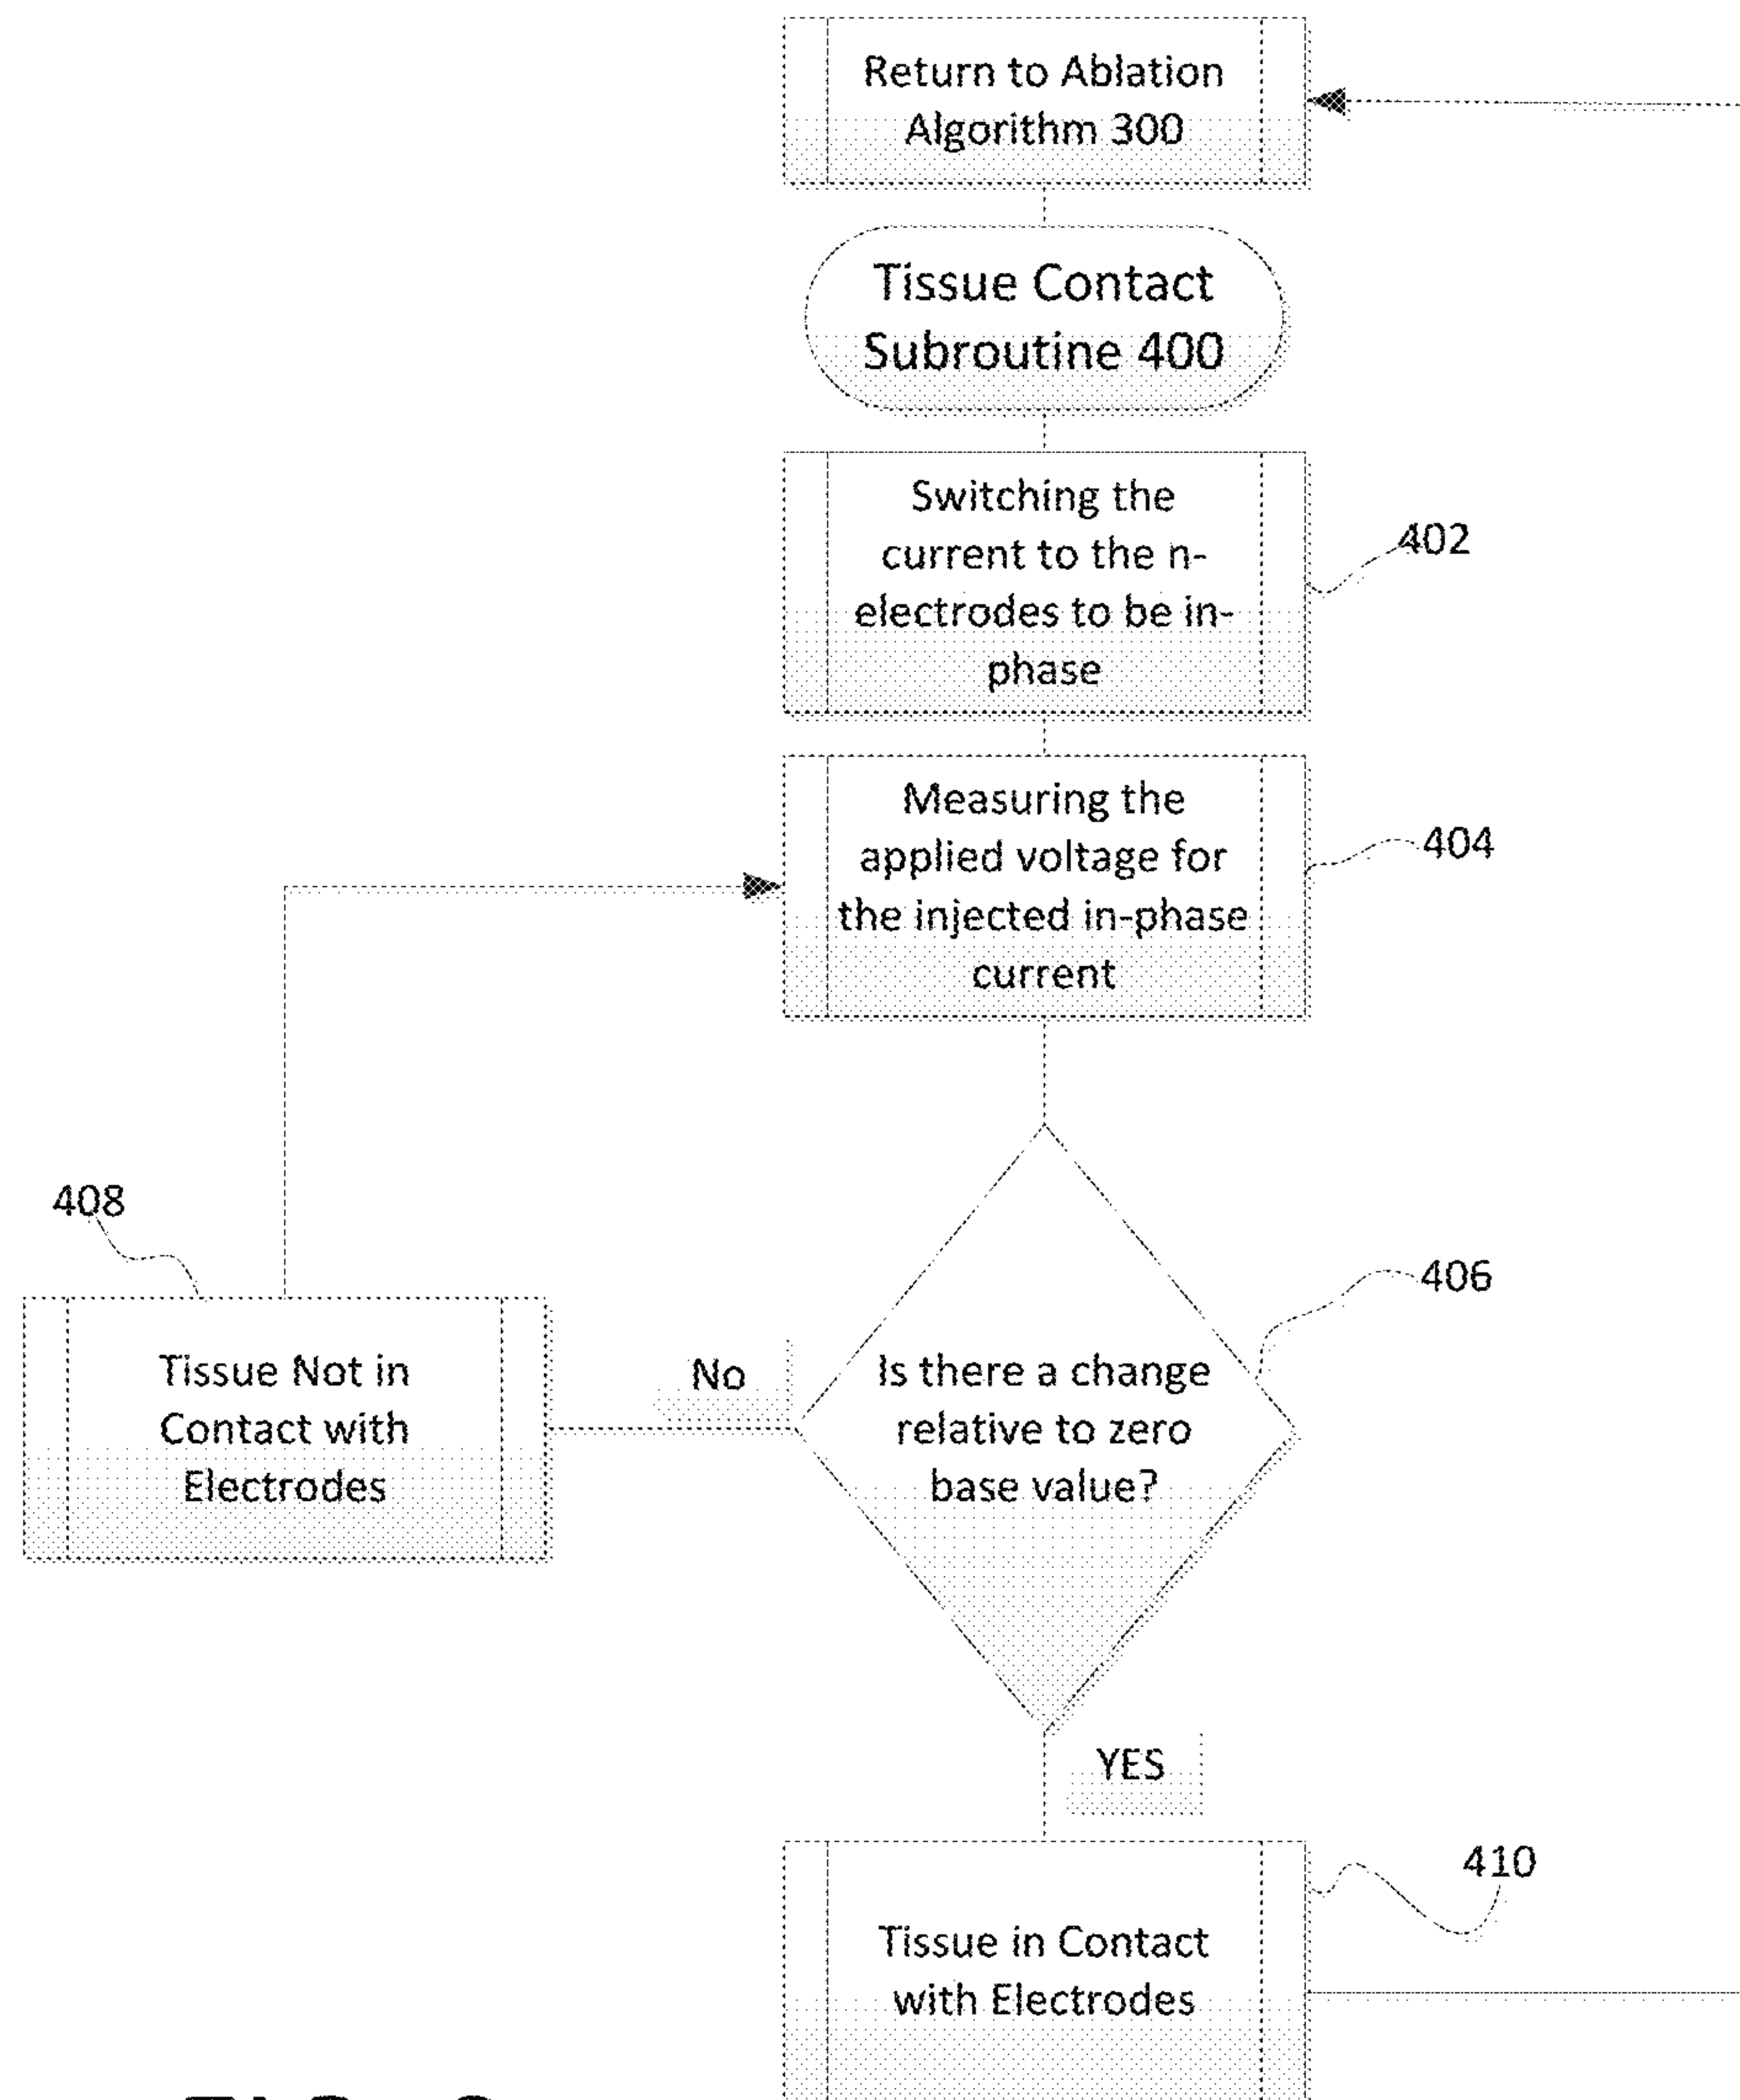 Return to Ablation
Algorithm 300
Tissue Contact
Subroutine 400
Switching the
current to the n-
electrodes to be in-
phase
402
Measuring the
applied voltage for
the injected in-phase
current
404
408
406
Tissue Not in
Contact with
Electrodes
No
Is there a change
relative to zero
base value?
YES
410
Tissue in Contact
with Electrodes